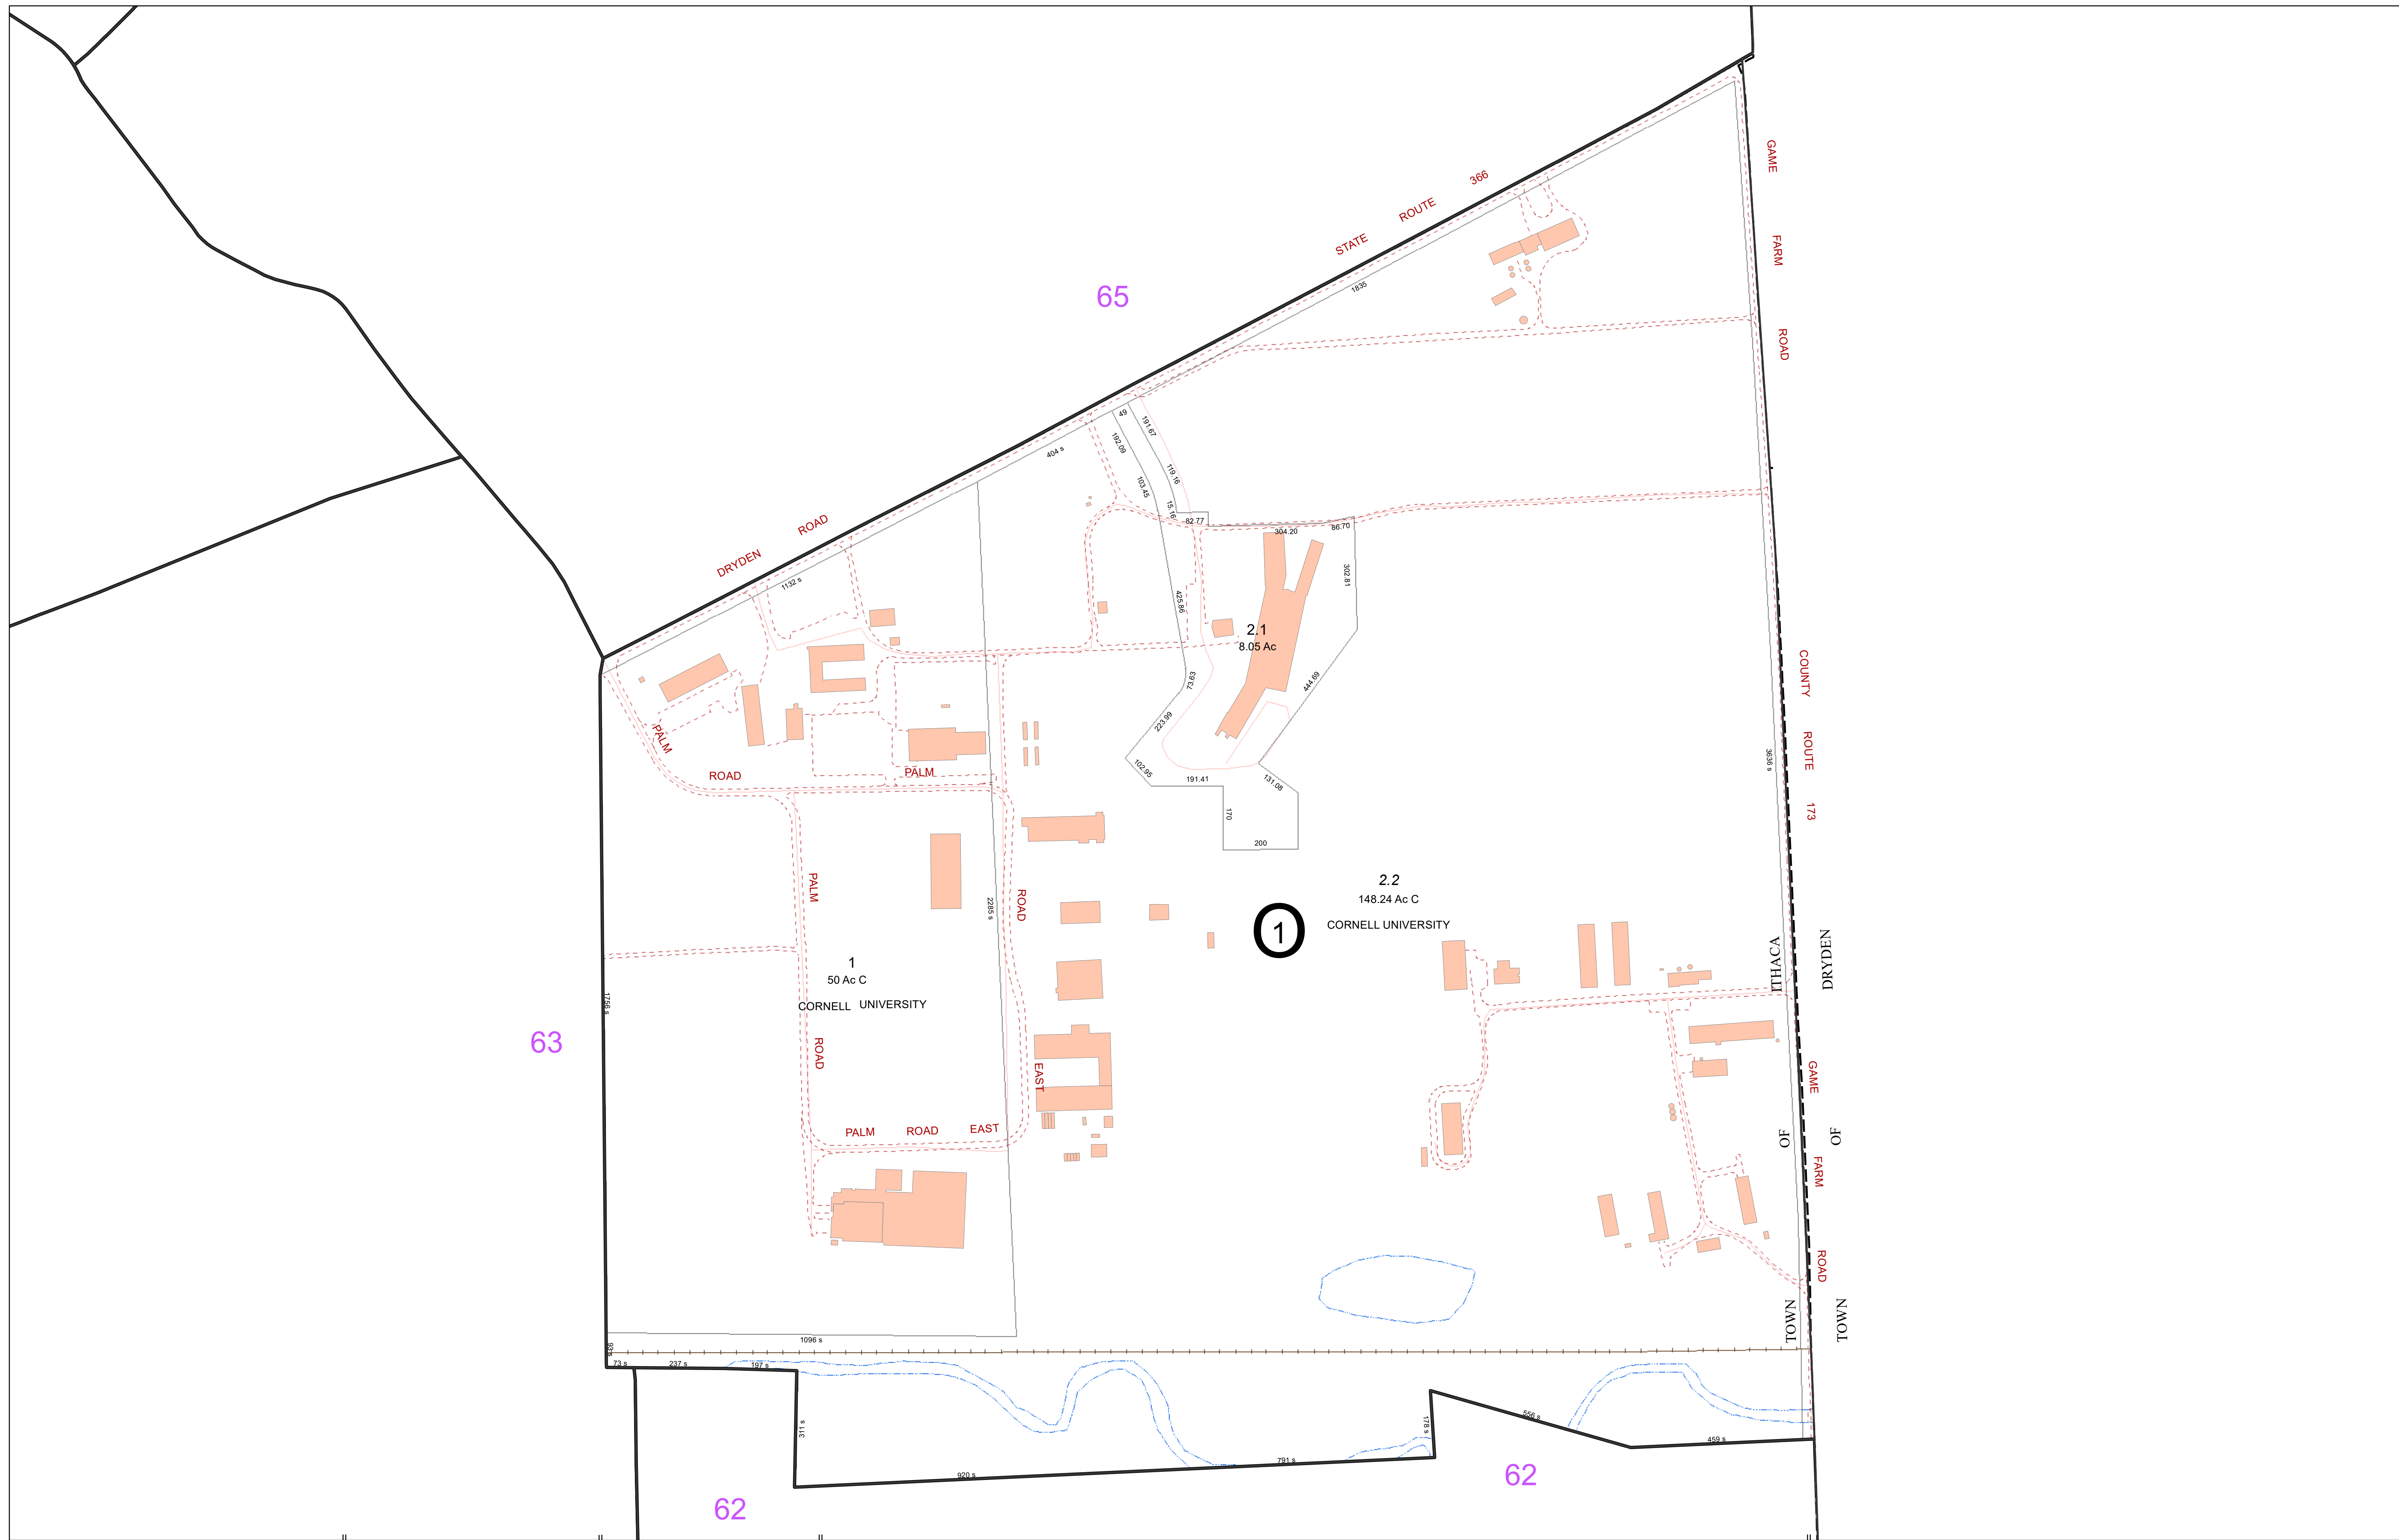 65
STATE ROUTE 366
1835
GAME FARM ROAD
49
191.67
192.09
119.16
103.45
15.16
404 s
82.77
304.20
86.70
302.81
DRYDEN ROAD
1132 s
425.86
2.1
8.05 Ac
73.63
444.69
223.99
102.95
191.41
131.08
170
200
COUNTY ROUTE 173
3636 s
PALM ROAD
PALM
ROAD EAST
PALM ROAD
2285 s
2.2
148.24 Ac C
CORNELL UNIVERSITY
1
1
50 Ac C
CORNELL UNIVERSITY
1756 s
63
PALM ROAD EAST
TOWN OF ITHACA
TOWN OF DRYDEN
GAME FARM ROAD
1096 s
93 s
73 s
237 s
197 s
311 s
920 s
791 s
178 s
556 s
459 s
62
62